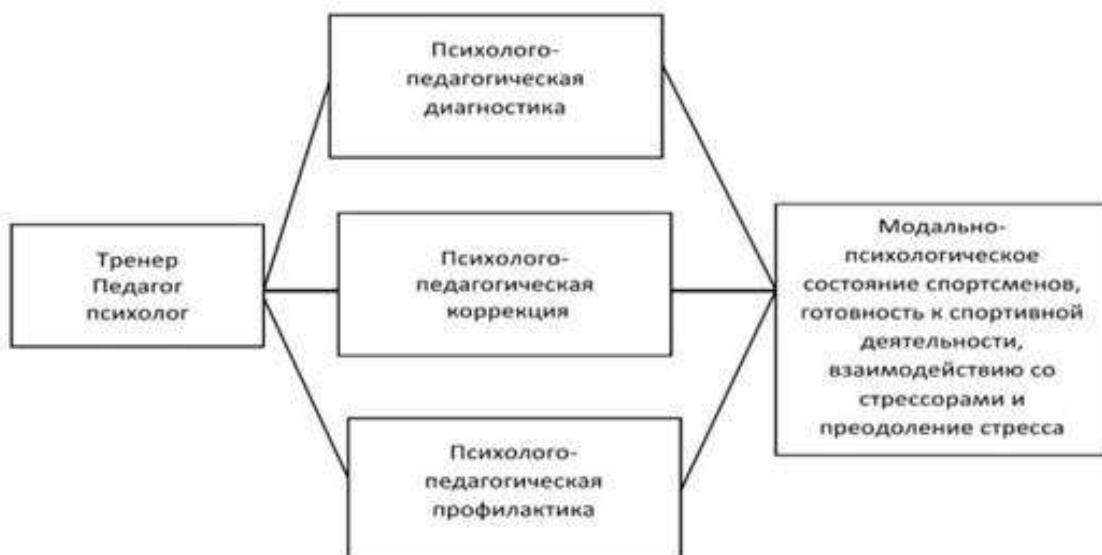 Психолого-
педагогическая
диагностика
Тренер
Педагог
психолог
Психолого-
педагогическая
коррекция
Психолого-
педагогическая
профилактика
Модально-
психологическое
состояние спортсменов,
готовность к спортивной
деятельности,
взаимодействию со
стрессорами и
преодоление стресса